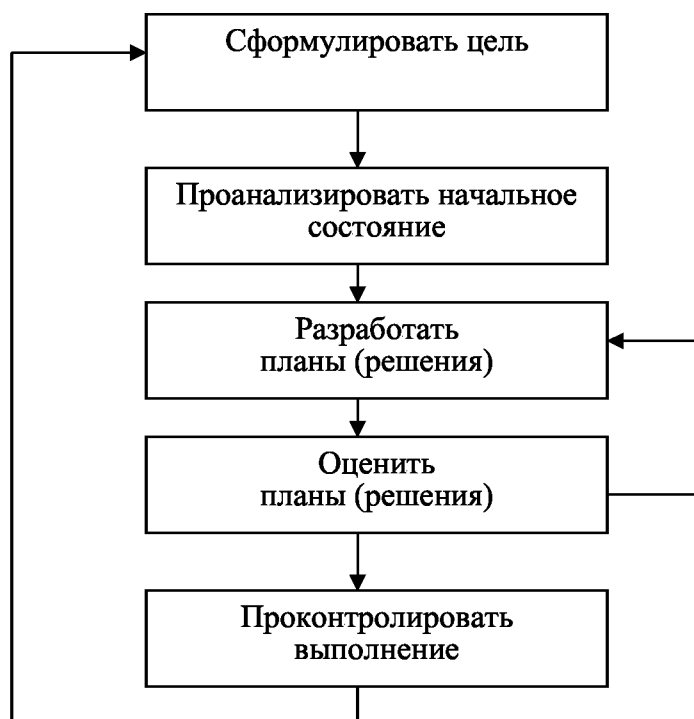 Сформулировать цель
Проанализировать начальное
состояние
Разработать
планы (решения)
Оценить
планы (решения)
Проконтролировать
выполнение